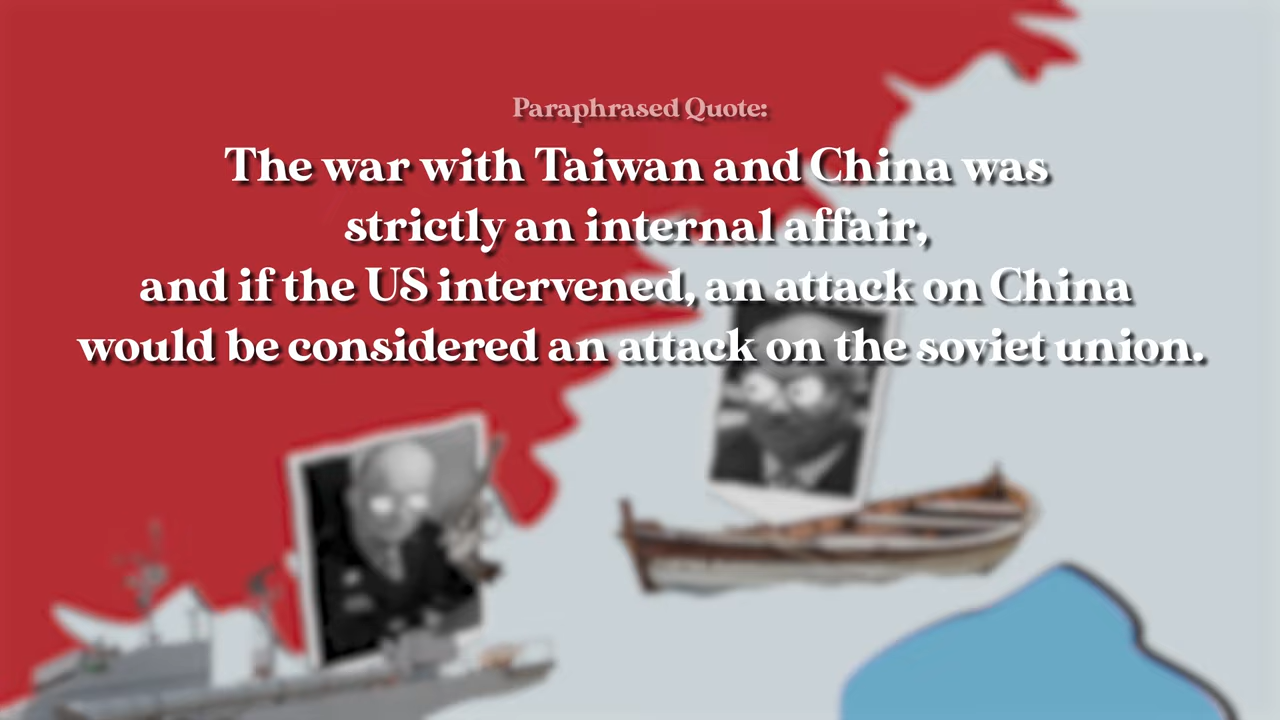 Paraphrased Quote:
The war with Taiwan and China was
strictly an internal affair,
and if the US intervened, an attack on China
would be considered an attack on the soviet union.